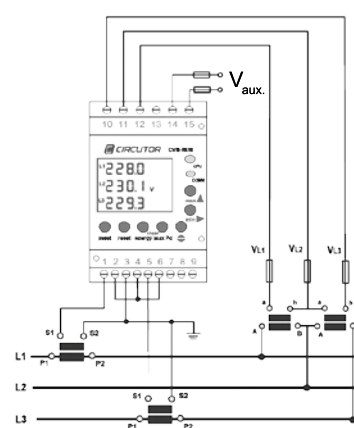 Vaux.
10 11 12 13 14 15
CIRCUTOR
CPU
COMM
L1 228.0
L2 230.1 V
L3 229.3
reset energy
1 2 3 4 5 6 7 8 9
VL1 VL2 VL3
a b a b
A B A B
S1 S2
L1 P1 P2
L2
S1 S2
L3 P1 P2